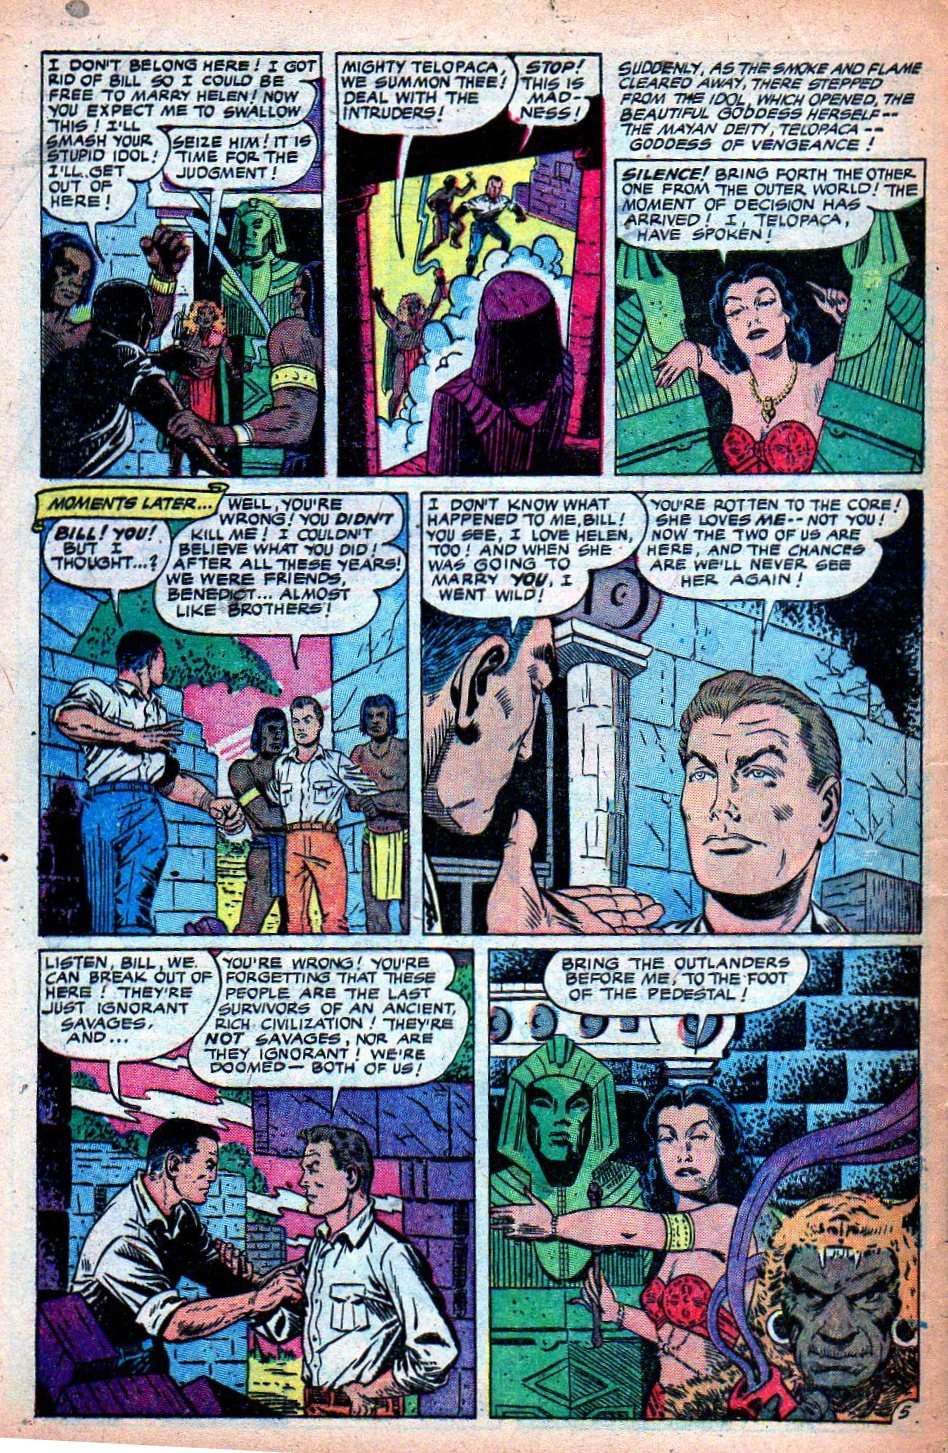 I DON'T BELONG HERE! I GOT
RID OF BILL SO I COULD BE
FREE TO MARRY HELEN! NOW
YOU EXPECT ME TO SWALLOW
THIS! I'LL
SMASH YOUR
STUPID IDOL!
I'LL..GET
OUT OF
HERE!
SEIZE HIM! IT IS
TIME FOR THE
JUDGMENT!
MIGHTY TELOPACA,
WE SUMMON THEE!
DEAL WITH THE
INTRUDERS!
STOP!
THIS IS
MAD-
NESS!
SUDDENLY, AS THE SMOKE AND FLAME
CLEARED AWAY, THERE STEPPED
FROM THE IDOL, WHICH OPENED, THE
BEAUTIFUL GODDESS HERSELF--
THE MAYAN DEITY, TELOPACA --
GODDESS OF VENGEANCE!
SILENCE! BRING FORTH THE OTHER
ONE FROM THE OUTER WORLD! THE
MOMENT OF DECISION HAS
ARRIVED! I, TELOPACA,
HAVE SPOKEN!
MOMENTS LATER...
BILL! YOU!
BUT I
THOUGHT...?
WELL, YOU'RE
WRONG! YOU DIDN'T
KILL ME! I COULDN'T
BELIEVE WHAT YOU DID!
AFTER ALL THESE YEARS!
WE WERE FRIENDS,
BENEDICT... ALMOST
LIKE BROTHERS!
I DON'T KNOW WHAT
HAPPENED TO ME, BILL!
YOU SEE, I LOVE HELEN,
TOO! AND WHEN SHE
WAS GOING TO
MARRY YOU, I
WENT WILD!
YOU'RE ROTTEN TO THE CORE!
SHE LOVES ME-- NOT YOU!
NOW THE TWO OF US ARE
HERE, AND THE CHANCES
ARE WE'LL NEVER SEE
HER AGAIN!
LISTEN, BILL, WE
CAN BREAK OUT OF
HERE! THEY'RE
JUST IGNORANT
SAVAGES,
AND...
YOU'RE WRONG! YOU'RE
FORGETTING THAT THESE
PEOPLE ARE THE LAST
SURVIVORS OF AN ANCIENT,
RICH CIVILIZATION! THEY'RE
NOT SAVAGES, NOR ARE
THEY IGNORANT! WE'RE
DOOMED— BOTH OF US!
BRING THE OUTLANDERS
BEFORE ME, TO THE FOOT
OF THE PEDESTAL!
5